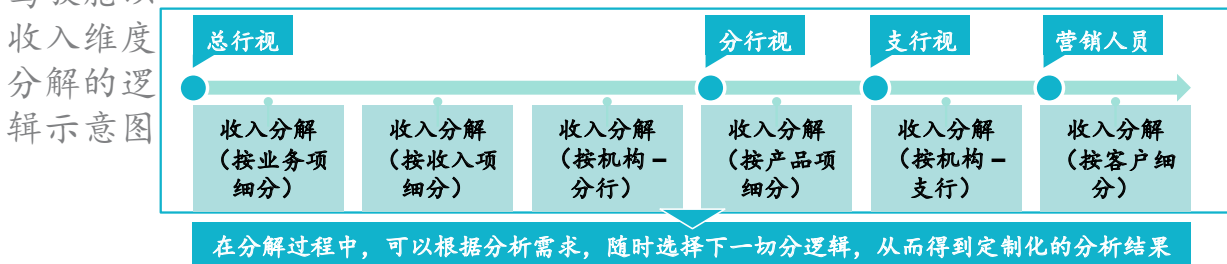 收入维度
分解的逻
辑示意图
总行视
分行视
支行视
营销人员
收入分解
（按业务项
细分）
收入分解
（按收入项
细分）
收入分解
（按机构–
分行）
收入分解
（按产品项
细分）
收入分解
（按机构–
支行）
收入分解
（按客户细
分）
在分解过程中，可以根据分析需求，随时选择下一切分逻辑，从而得到定制化的分析结果